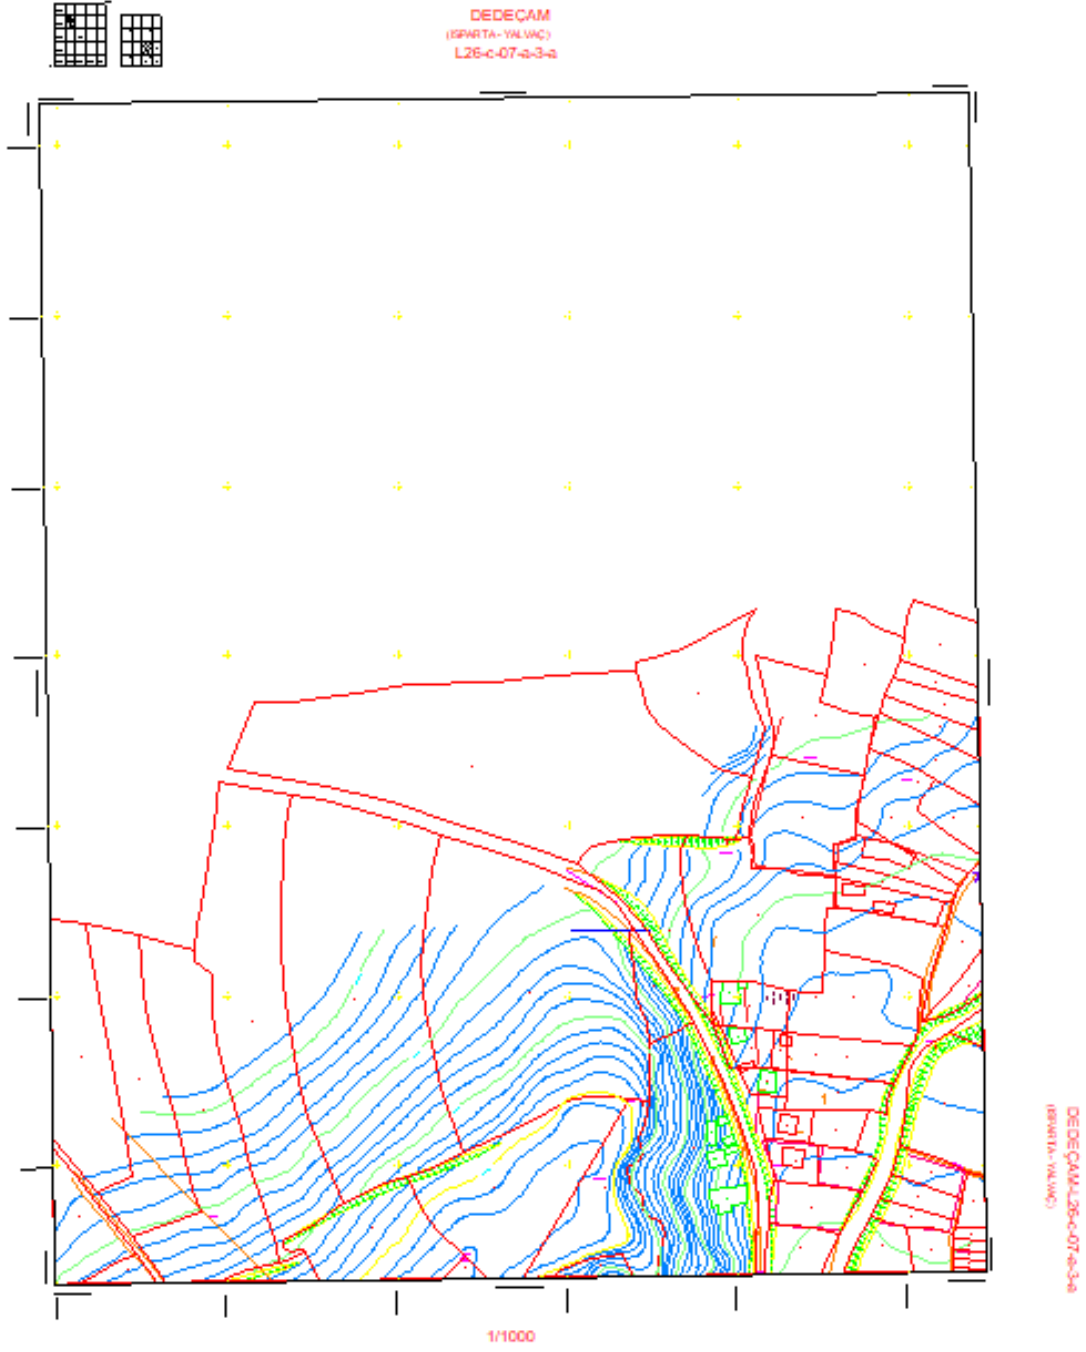 DEDEÇAM
(ISPARTA - YALVAÇ)
L26-c-07-a-3-a
1
1/1000
DEDEÇAM-L26-c-07-a-3-a
(ISPARTA - YALVAÇ)